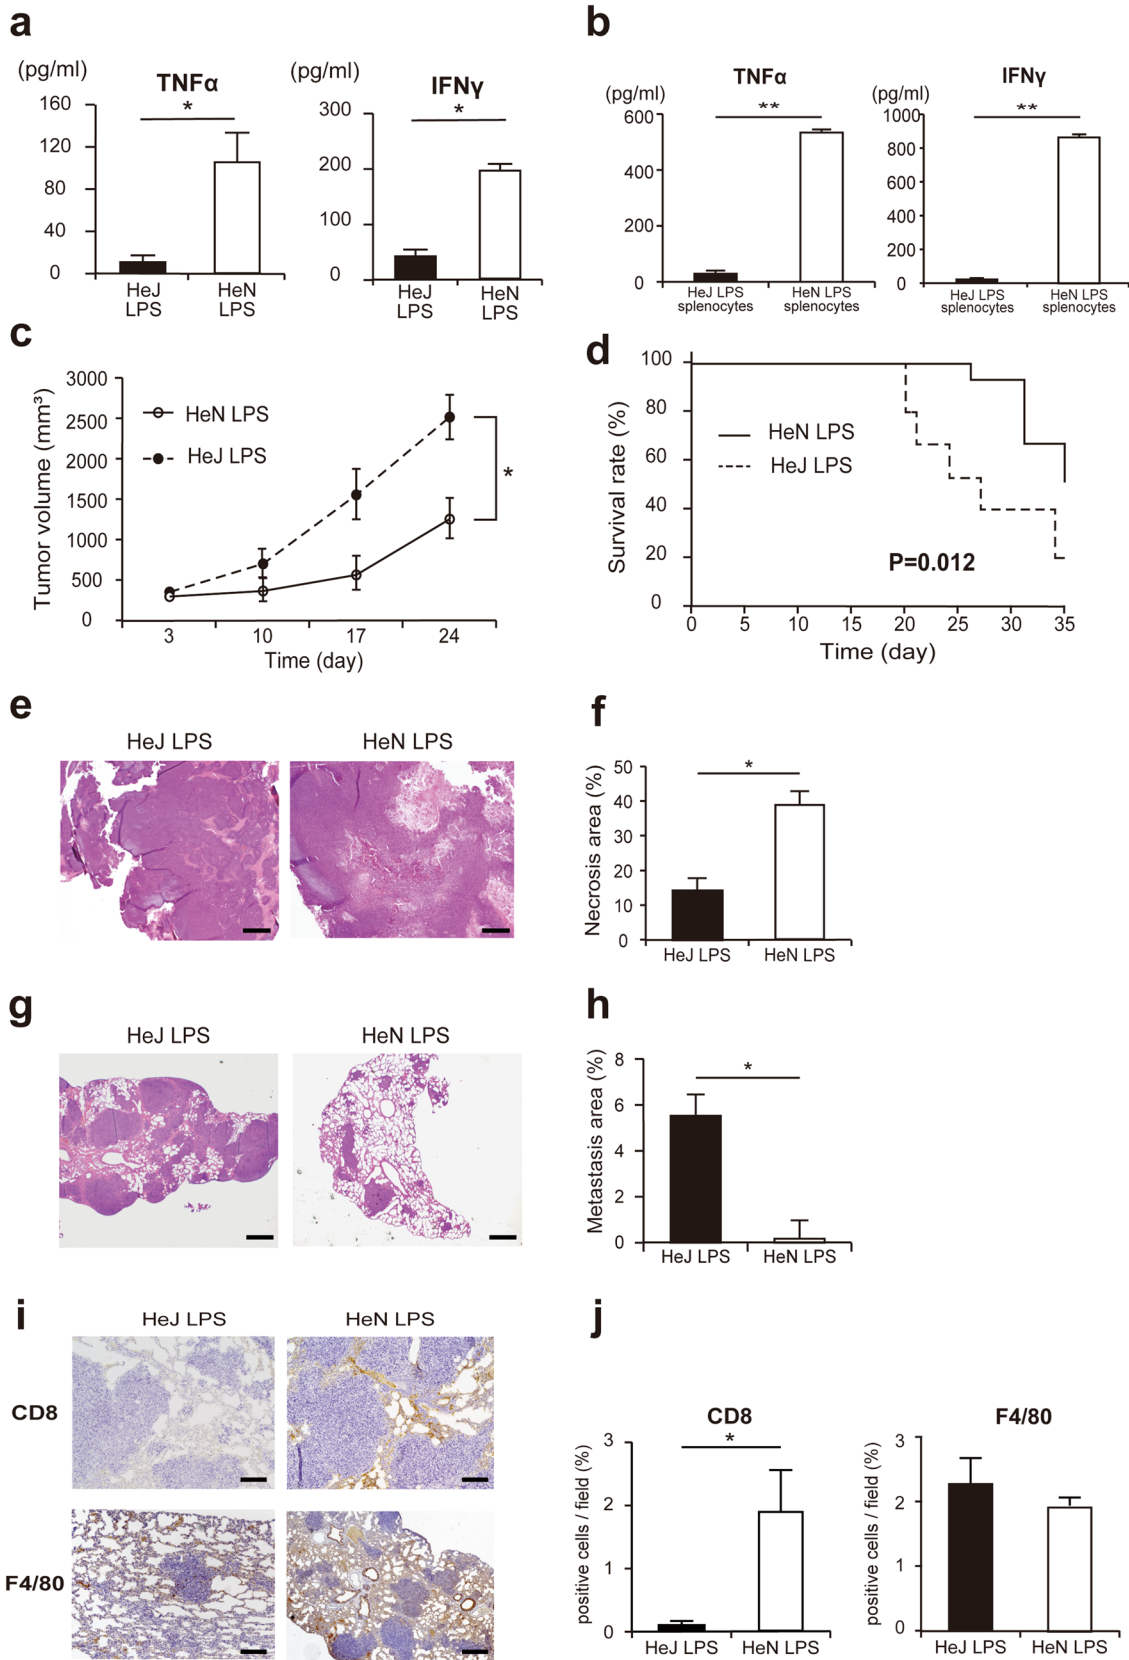 a
(pg/ml)
TNFα
*
160
120
80
40
0
HeJ
LPS
HeN
LPS
(pg/ml)
IFNγ
*
300
200
100
0
HeJ
LPS
HeN
LPS
b
(pg/ml)
TNFα
**
600
400
200
0
HeJ LPS
splenocytes
HeN LPS
splenocytes
(pg/ml)
IFNγ
**
1000
800
600
400
200
0
HeJ LPS
splenocytes
HeN LPS
splenocytes
c
Tumor volume (mm³)
3000
2500
2000
1500
1000
500
0
HeN LPS
HeJ LPS
*
3 10 17 24
Time (day)
d
Survival rate (%)
100
80
60
40
20
0
HeN LPS
HeJ LPS
P=0.012
0 5 10 15 20 25 30 35
Time (day)
e
HeJ LPS
HeN LPS
f
Necrosis area (%)
50
40
30
20
10
0
*
HeJ LPS
HeN LPS
g
HeJ LPS
HeN LPS
h
Metastasis area (%)
8
6
4
2
0
*
HeJ LPS
HeN LPS
i
HeJ LPS
HeN LPS
CD8
F4/80
j
CD8
positive cells / field (%)
3
2
1
0
*
HeJ LPS
HeN LPS
F4/80
positive cells / field (%)
3
2
1
0
HeJ LPS
HeN LPS